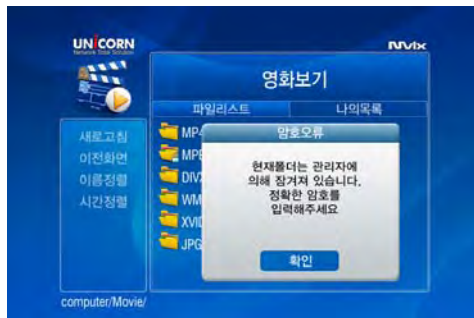 UNICORN
Network Total Solution
Mvix
영화보기
파일리스트
나의목록
새로고침
이전화면
이름정렬
시간정렬
MP4
MPE
DIV
WM
XVID
JPG
암호오류
현재폴더는 관리자에
의해 잠겨져 있습니다.
정확한 암호를
입력해주세요
확인
computer/Movie/